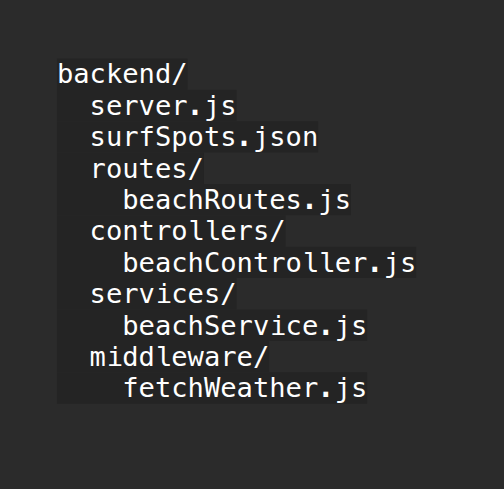 backend/
  server.js
  surfSpots.json
  routes/
    beachRoutes.js
  controllers/
    beachController.js
  services/
    beachService.js
  middleware/
    fetchWeather.js